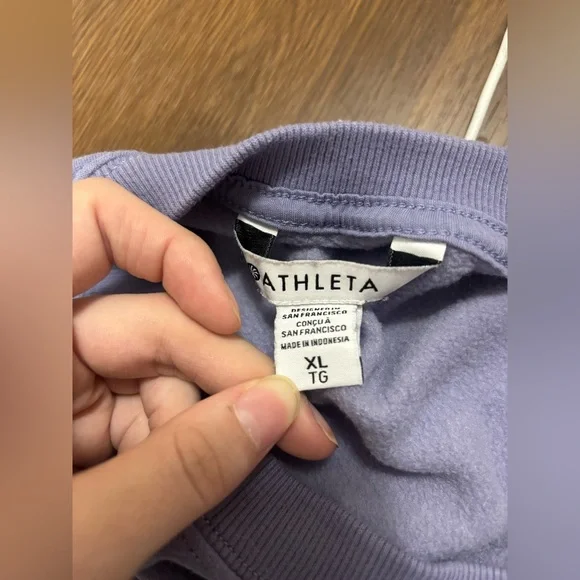 ATHLETA
DESIGNED IN
SAN FRANCISCO
CONÇU À
SAN FRANCISCO
MADE IN INDONESIA
XL
TG